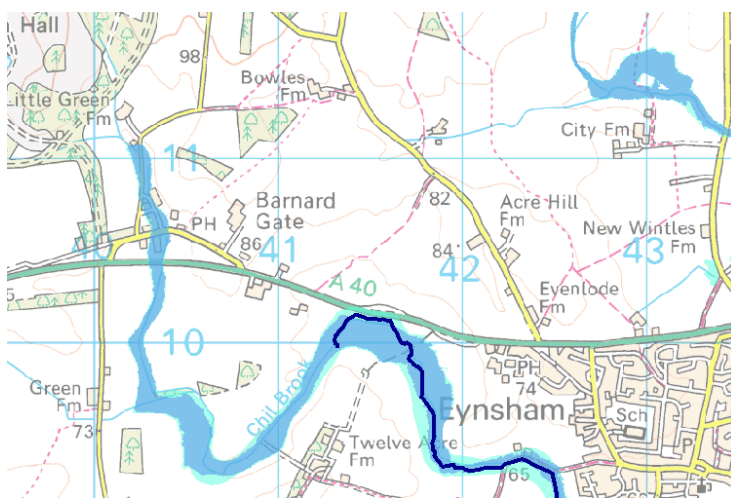 Hall
98
Bowles
Fm
Little Green
Fm
City Fm
11
82
Barnard
Gate
PH
Acre Hill
Fm
New Wintles
Fm
40
86
41
84
42
43
A 40
Evenlode
Fm
10
PH
74
Green
Fm
Chil Brook
Eynsham
Sch
73
Twelve Acre
Fm
65
P